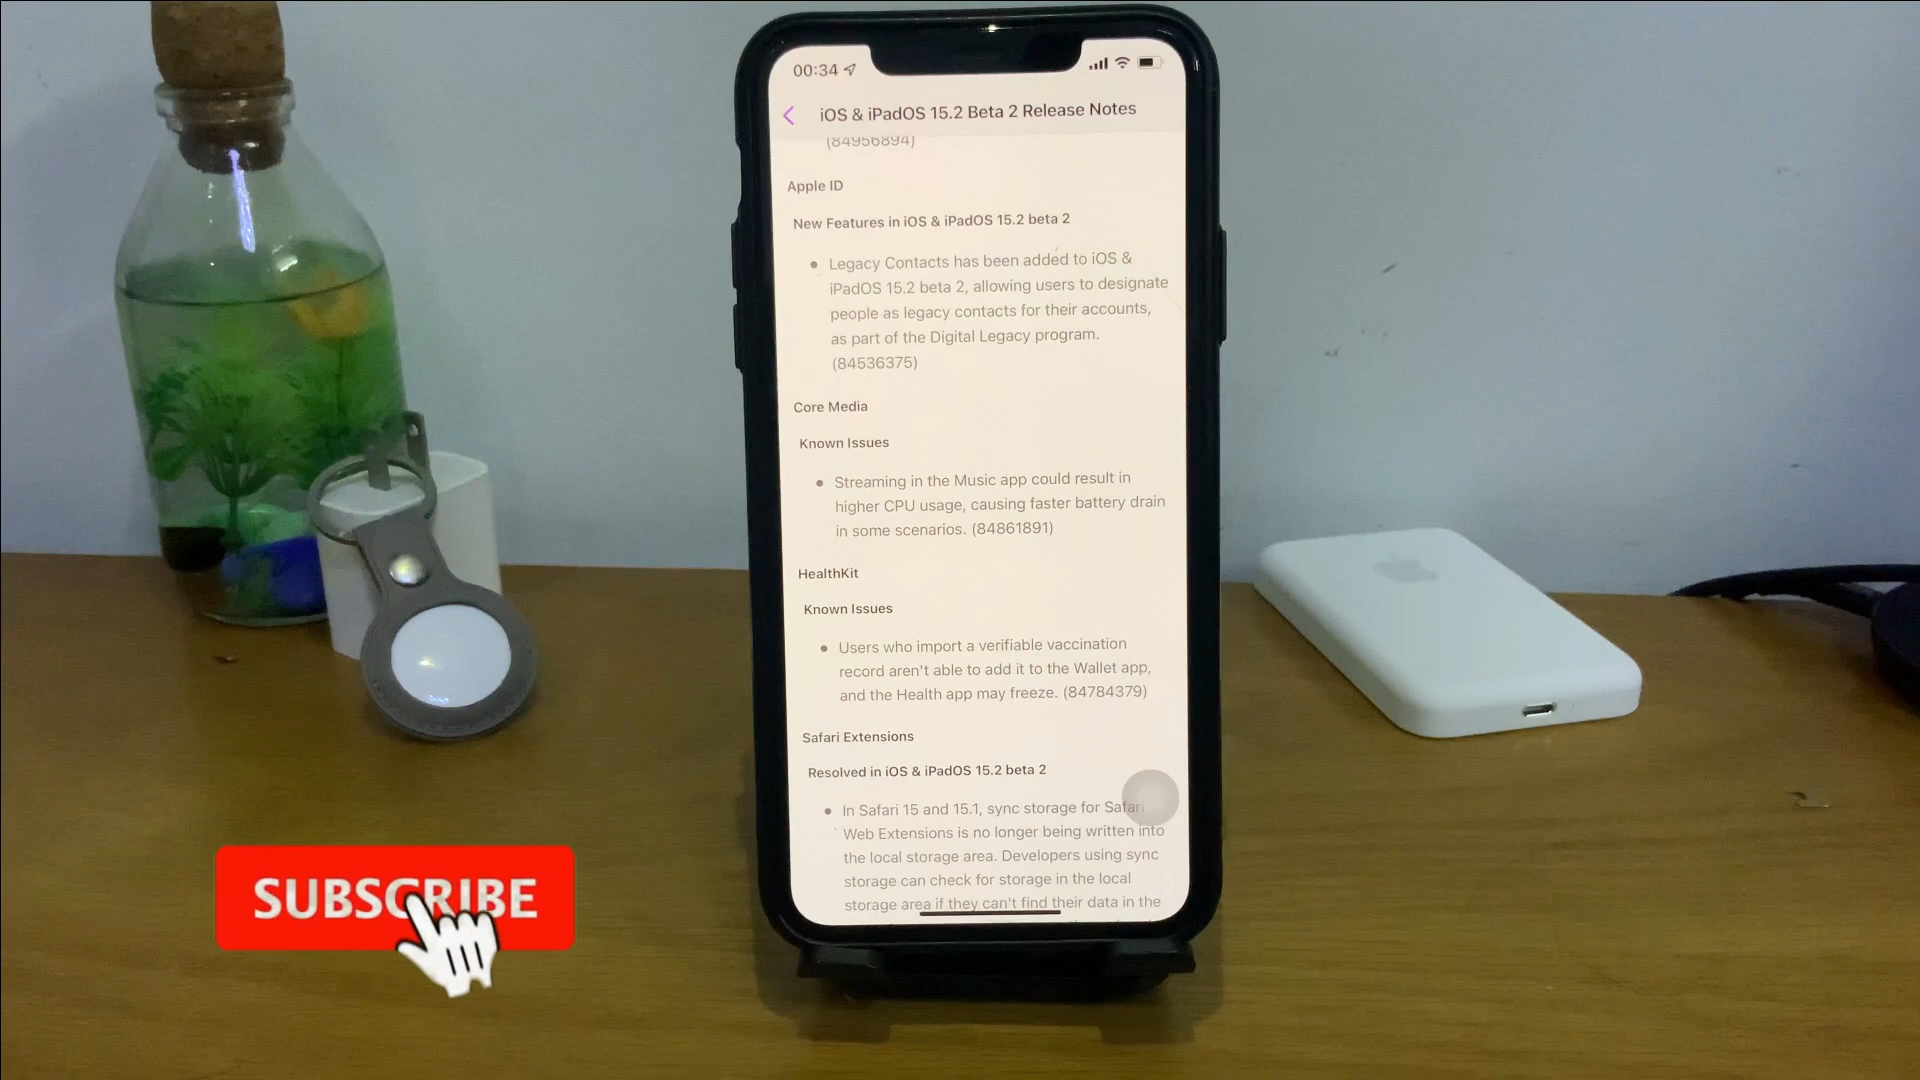 00:34
iOS & iPadOS 15.2 Beta 2 Release Notes
(84956894)
Apple ID
New Features in iOS & iPadOS 15.2 beta 2
• Legacy Contacts has been added to iOS &
iPadOS 15.2 beta 2, allowing users to designate
people as legacy contacts for their accounts,
as part of the Digital Legacy program.
(84536375)
Core Media
Known Issues
• Streaming in the Music app could result in
higher CPU usage, causing faster battery drain
in some scenarios. (84861891)
HealthKit
Known Issues
• Users who import a verifiable vaccination
record aren't able to add it to the Wallet app,
and the Health app may freeze. (84784379)
Safari Extensions
Resolved in iOS & iPadOS 15.2 beta 2
• In Safari 15 and 15.1, sync storage for Safari
Web Extensions is no longer being written into
the local storage area. Developers using sync
storage can check for storage in the local
storage area if they can't find their data in the
SUBSCRIBE